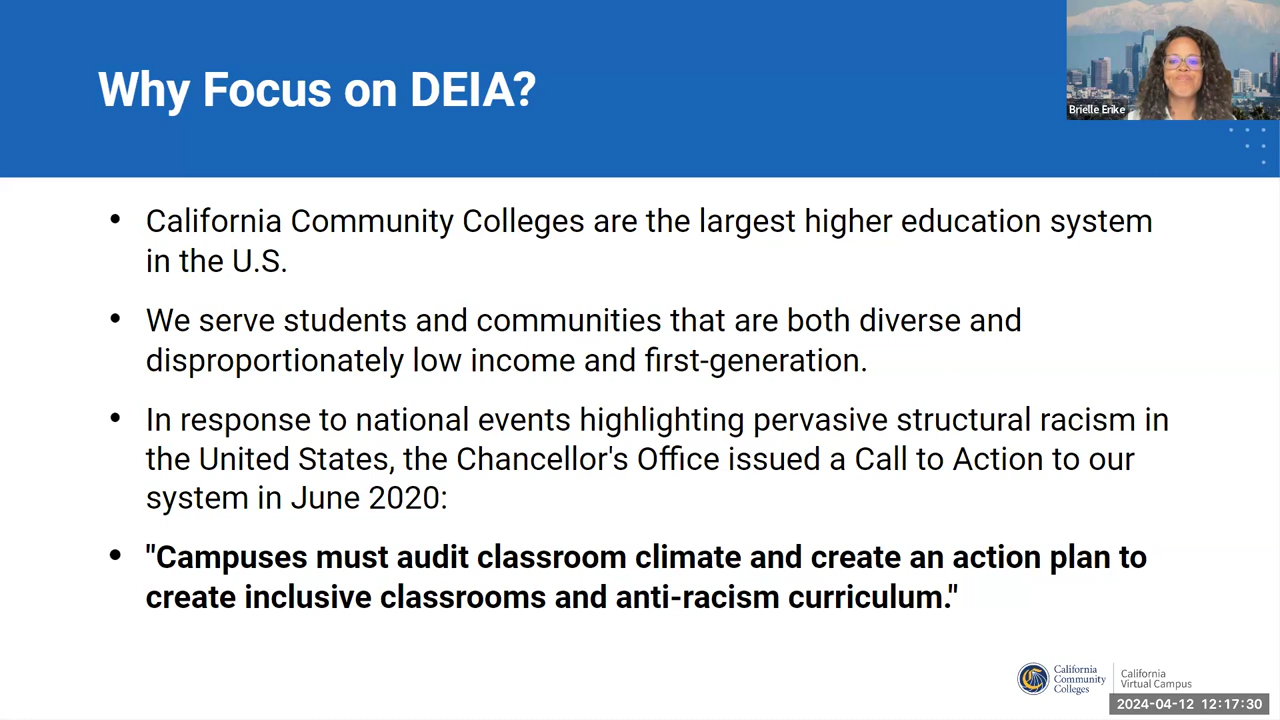 Why Focus on DEIA?
Brielle Erike
• California Community Colleges are the largest higher education system
in the U.S.
• We serve students and communities that are both diverse and
disproportionately low income and first-generation.
• In response to national events highlighting pervasive structural racism in
the United States, the Chancellor's Office issued a Call to Action to our
system in June 2020:
• "Campuses must audit classroom climate and create an action plan to
create inclusive classrooms and anti-racism curriculum."
California
Community
Colleges
California
Virtual Campus
2024-04-12 12:17:30